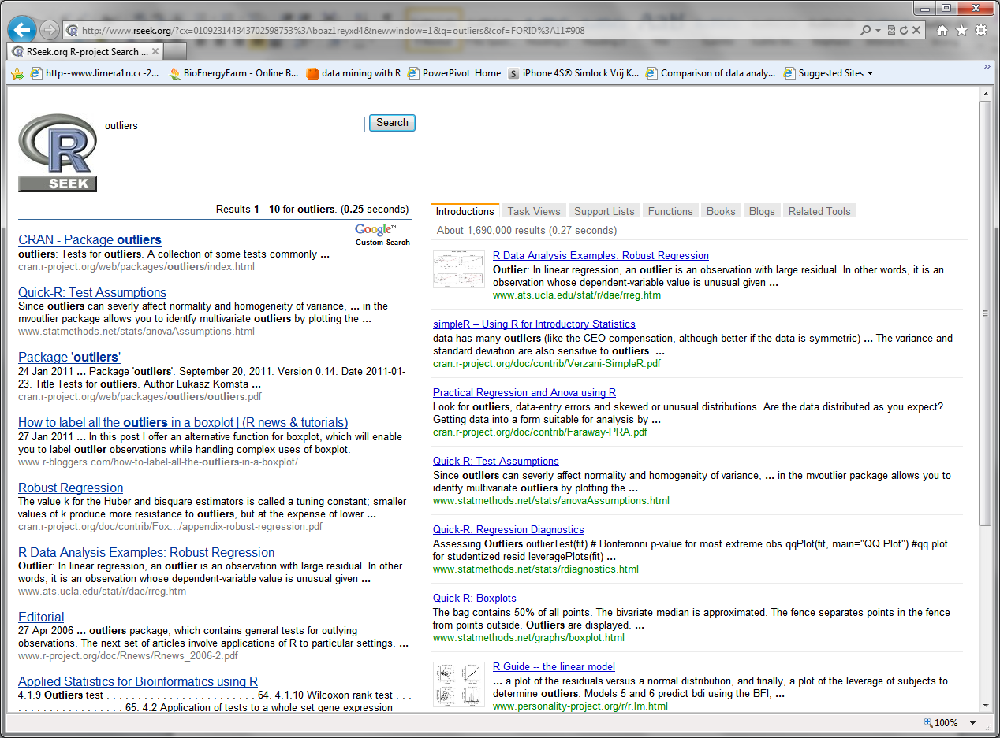 http://www.rseek.org/?cx=010923144343702598753%3Aboaz1reyxd4&newwindow=1&q=outliers&cof=FORID%3A11#908
RSeek.org R-project Search ...
http--www.limera1n.cc-2... BioEnergyFarm - Online B... data mining with R PowerPivot Home iPhone 4S® Simlock Vrij K... Comparison of data analy... Suggested Sites
outliers Search
R
SEEK
Results 1 - 10 for outliers. (0.25 seconds)
Google™
Custom Search
CRAN - Package outliers
outliers: Tests for outliers. A collection of some tests commonly ...
cran.r-project.org/web/packages/outliers/index.html
Quick-R: Test Assumptions
Since outliers can severly affect normality and homogeneity of variance, ... in the
mvoutlier package allows you to identfy multivariate outliers by plotting the ...
www.statmethods.net/stats/anovaAssumptions.html
Package 'outliers'
24 Jan 2011 ... Package 'outliers'. September 20, 2011. Version 0.14. Date 2011-01-
23. Title Tests for outliers. Author Lukasz Komsta ...
cran.r-project.org/web/packages/outliers/outliers.pdf
How to label all the outliers in a boxplot | (R news & tutorials)
27 Jan 2011 ... In this post I offer an alternative function for boxplot, which will enable
you to label outlier observations while handling complex uses of boxplot.
www.r-bloggers.com/how-to-label-all-the-outliers-in-a-boxplot/
Robust Regression
The value k for the Huber and bisquare estimators is called a tuning constant; smaller
values of k produce more resistance to outliers, but at the expense of lower ...
cran.r-project.org/doc/contrib/Fox.../appendix-robust-regression.pdf
R Data Analysis Examples: Robust Regression
Outlier: In linear regression, an outlier is an observation with large residual. In other
words, it is an observation whose dependent-variable value is unusual given ...
www.ats.ucla.edu/stat/r/dae/rreg.htm
Editorial
27 Apr 2006 ... outliers package, which contains general tests for outlying
observations. The next set of articles involve applications of R to particular settings. ...
www.r-project.org/doc/Rnews/Rnews_2006-2.pdf
Applied Statistics for Bioinformatics using R
4.1.9 Outliers test . . . . . . . . . . . . . . . . . . . . . . . . 64. 4.1.10 Wilcoxon rank test . . .
. . . . . . . . . . . . . . . . . 65. 4.2 Application of tests to a whole set gene expression
Introductions Task Views Support Lists Functions Books Blogs Related Tools
About 1,690,000 results (0.27 seconds)
R Data Analysis Examples: Robust Regression
Outlier: In linear regression, an outlier is an observation with large residual. In other words, it is an
observation whose dependent-variable value is unusual given ...
www.ats.ucla.edu/stat/r/dae/rreg.htm
simpleR – Using R for Introductory Statistics
data has many outliers (like the CEO compensation, although better if the data is symmetric) ... The variance and
standard deviation are also sensitive to outliers. ...
cran.r-project.org/doc/contrib/Verzani-SimpleR.pdf
Practical Regression and Anova using R
Look for outliers, data-entry errors and skewed or unusual distributions. Are the data distributed as you expect?
Getting data into a form suitable for analysis by ...
cran.r-project.org/doc/contrib/Faraway-PRA.pdf
Quick-R: Test Assumptions
Since outliers can severly affect normality and homogeneity of variance, ... in the mvoutlier package allows you to
identfy multivariate outliers by plotting the ...
www.statmethods.net/stats/anovaAssumptions.html
Quick-R: Regression Diagnostics
Assessing Outliers outlierTest(fit) # Bonferonni p-value for most extreme obs qqPlot(fit, main="QQ Plot") #qq plot
for studentized resid leveragePlots(fit) ...
www.statmethods.net/stats/rdiagnostics.html
Quick-R: Boxplots
The bag contains 50% of all points. The bivariate median is approximated. The fence separates points in the fence
from points outside. Outliers are displayed. ...
www.statmethods.net/graphs/boxplot.html
R Guide -- the linear model
... a plot of the residuals versus a normal distribution, and finally, a plot of the leverage of subjects to
determine outliers. Models 5 and 6 predict bdi using the BFI, ...
www.personality-project.org/r/r.lm.html
100%